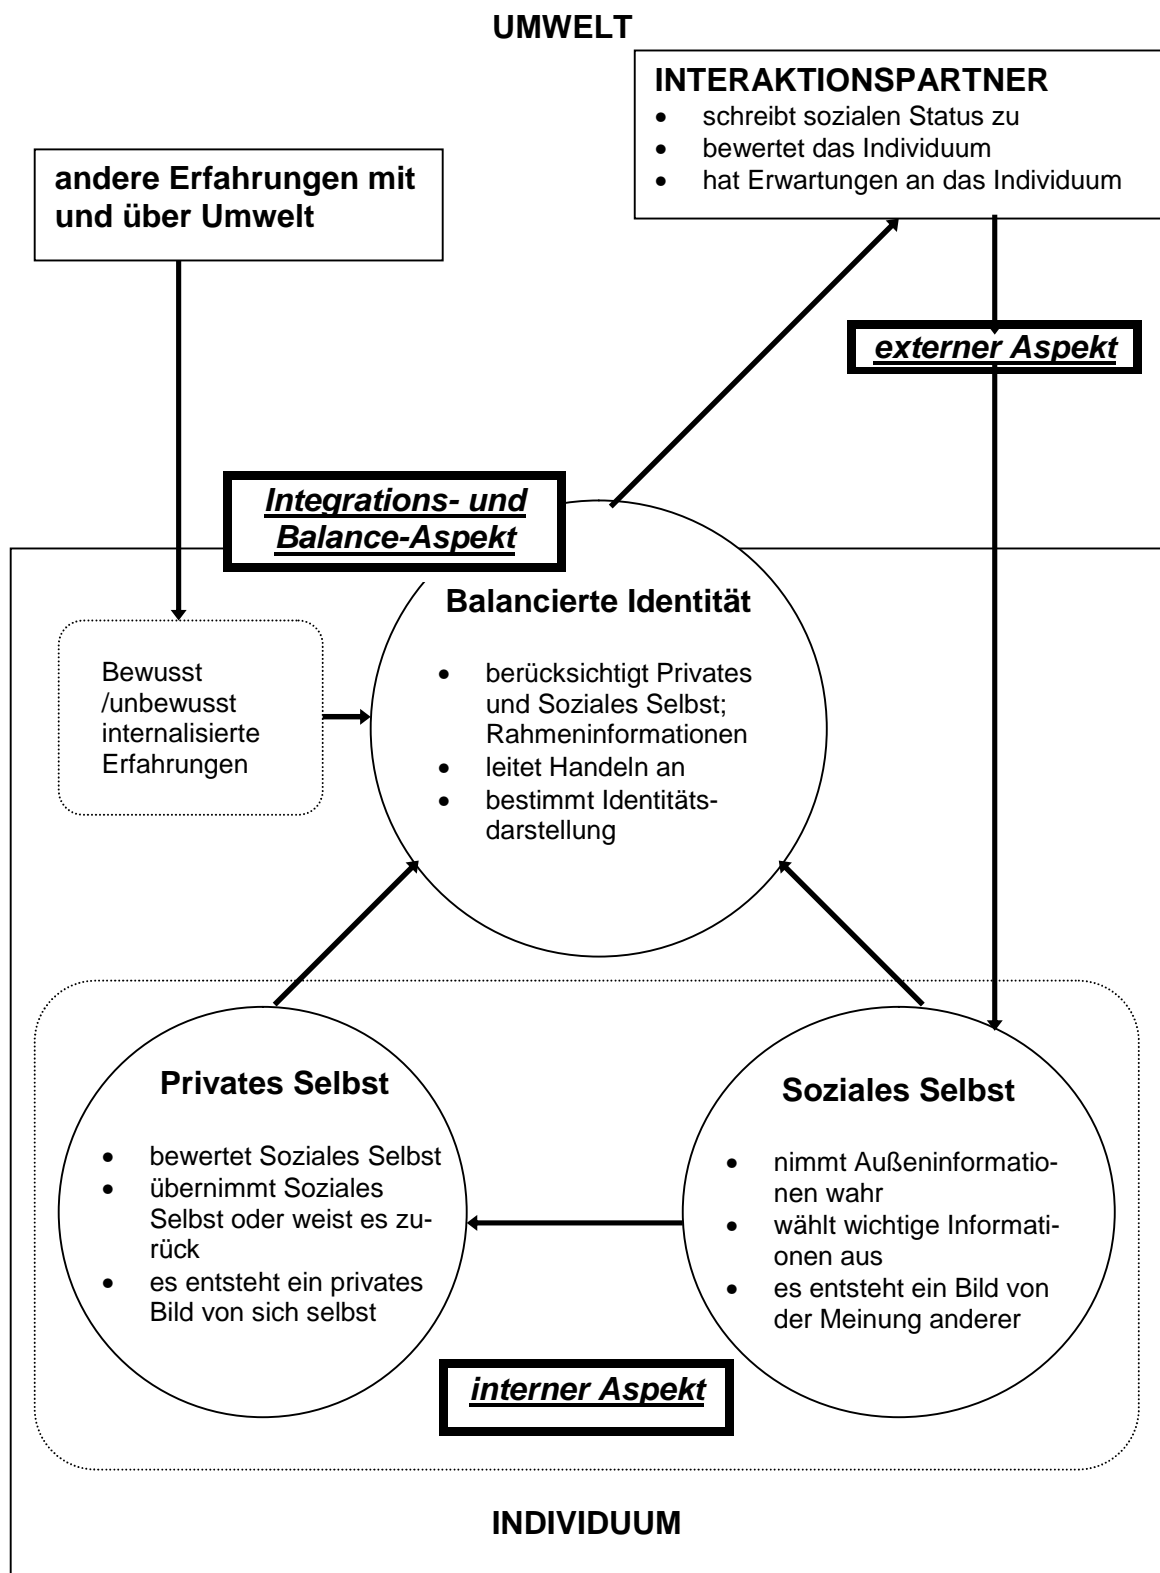 UMWELT
INTERAKTIONSPARTNER
• schreibt sozialen Status zu
• bewertet das Individuum
• hat Erwartungen an das Individuum
andere Erfahrungen mit
und über Umwelt
externer Aspekt
Integrations- und
Balance-Aspekt
Balancierte Identität
• berücksichtigt Privates
und Soziales Selbst;
Rahmeninformationen
• leitet Handeln an
• bestimmt Identitäts-
darstellung
Bewusst
/unbewusst
internalisierte
Erfahrungen
Privates Selbst
• bewertet Soziales Selbst
• übernimmt Soziales
Selbst oder weist es zu-
rück
• es entsteht ein privates
Bild von sich selbst
Soziales Selbst
• nimmt Außeninformatio-
nen wahr
• wählt wichtige Informati-
onen aus
• es entsteht ein Bild von
der Meinung anderer
interner Aspekt
INDIVIDUUM